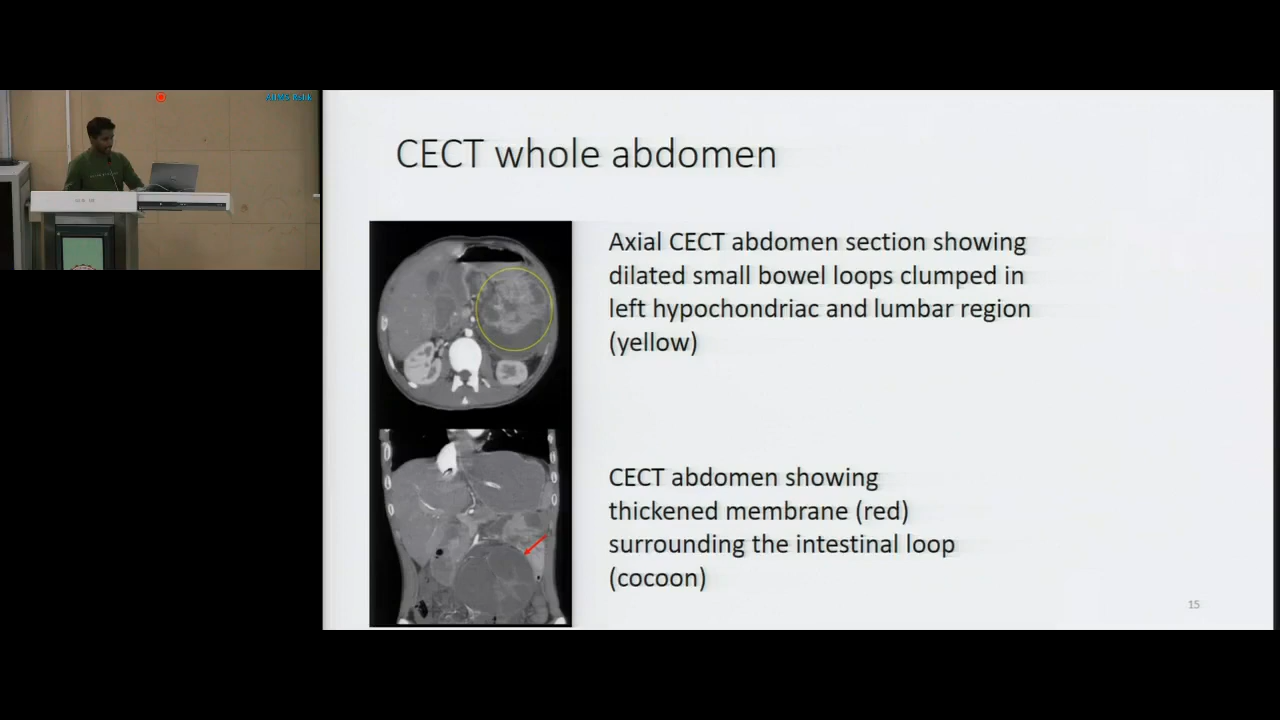 CECT whole abdomen
Axial CECT abdomen section showing
dilated small bowel loops clumped in
left hypochondriac and lumbar region
(yellow)
CECT abdomen showing
thickened membrane (red)
surrounding the intestinal loop
(cocoon)
15